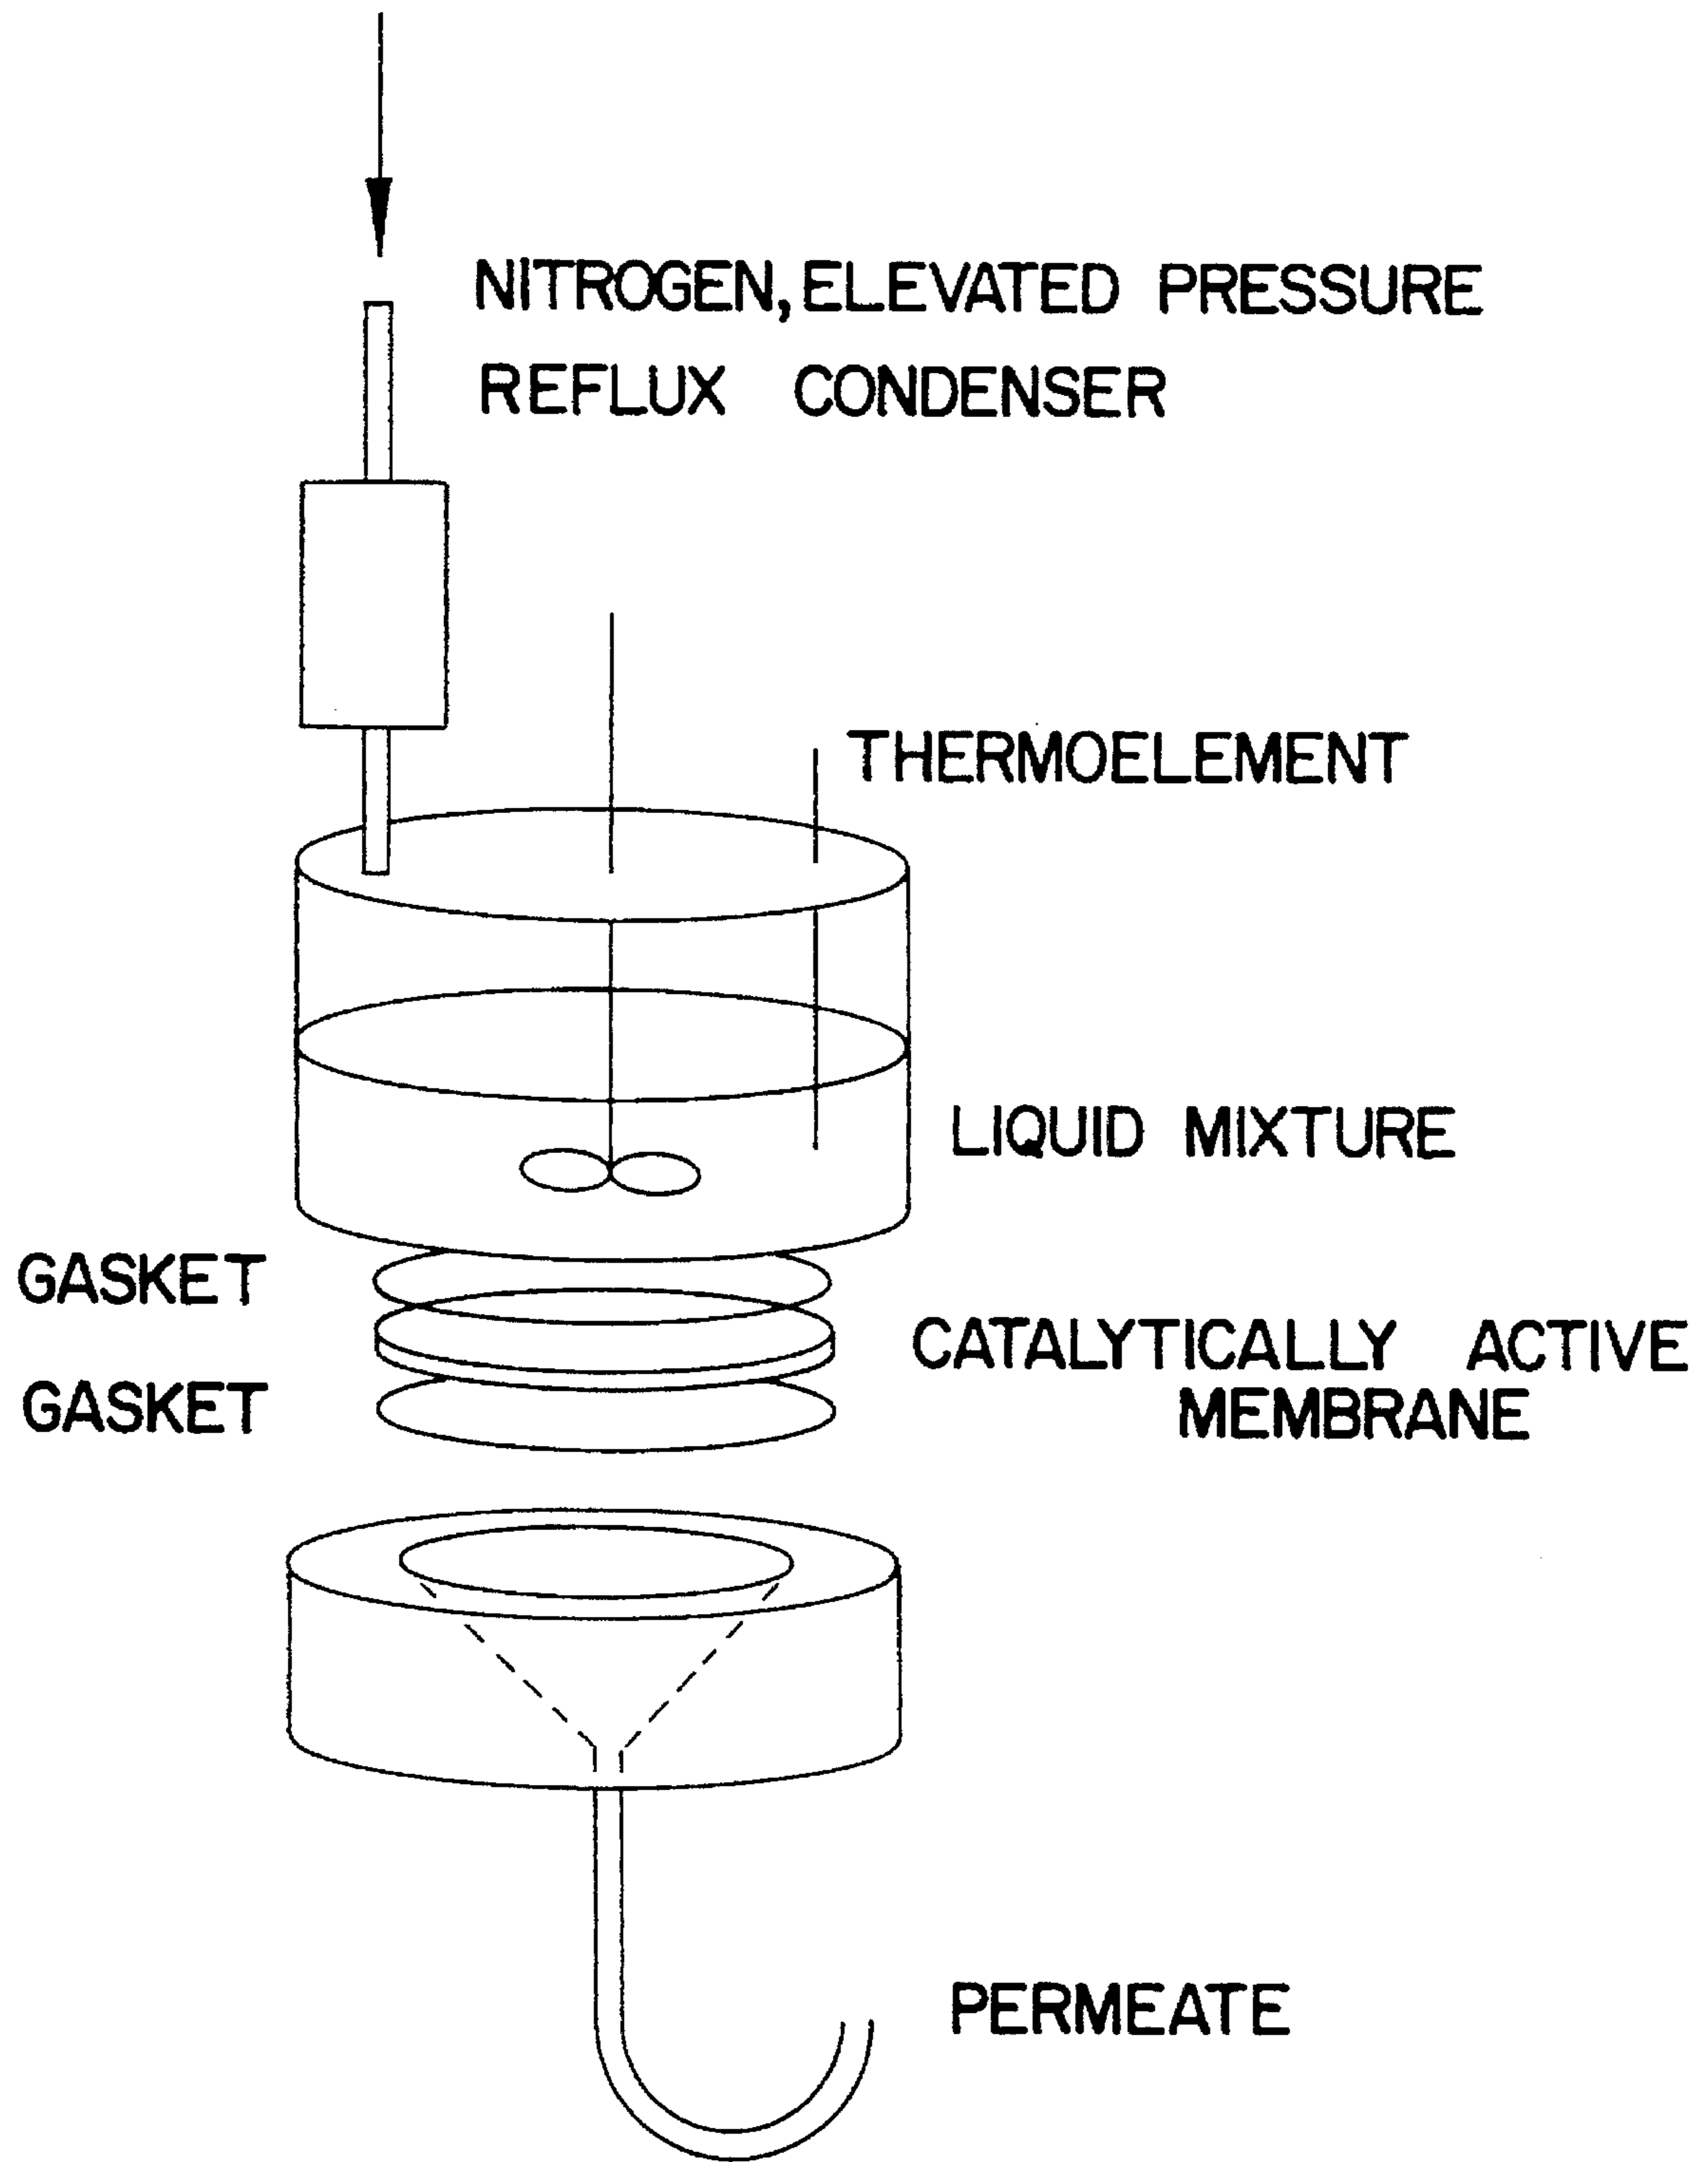 NITROGEN, ELEVATED PRESSURE
REFLUX CONDENSER
THERMOELEMENT
LIQUID MIXTURE
GASKET
CATALYTICALLY ACTIVE
MEMBRANE
GASKET
PERMEATE